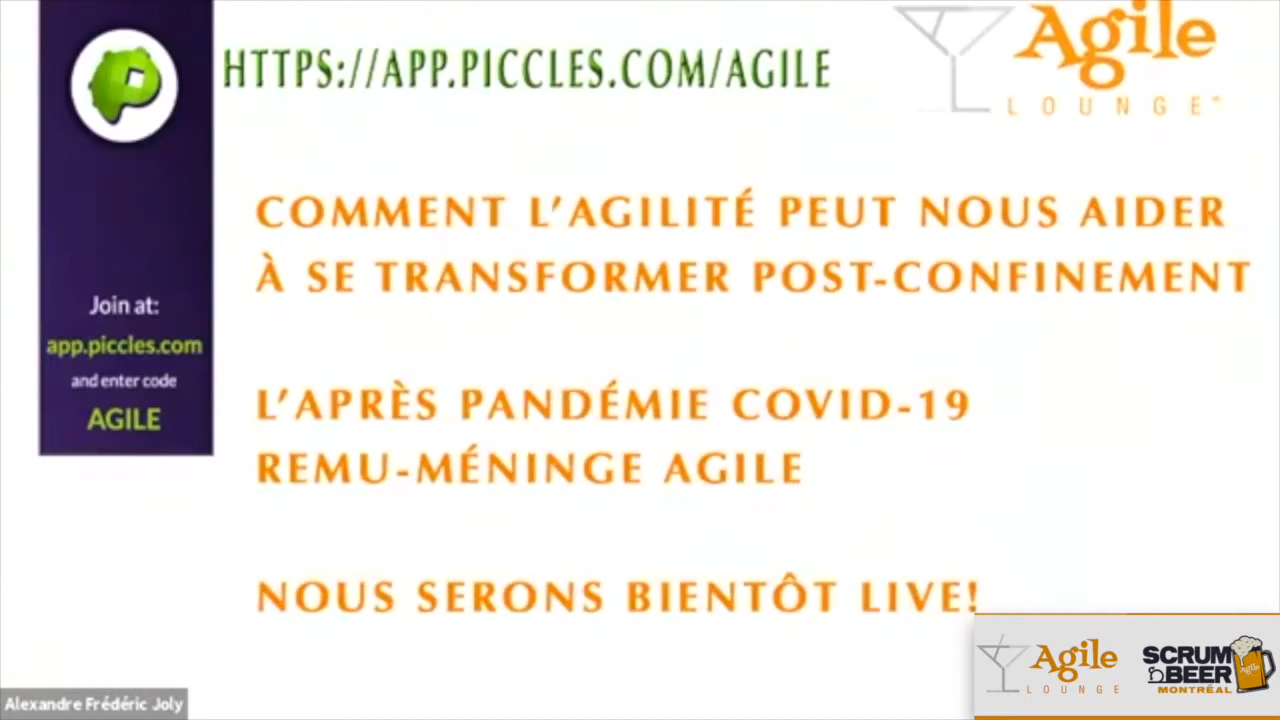 HTTPS://APP.PICCLES.COM/AGILE
Agile
LOUNGE
Join at:
app.piccles.com
and enter code
AGILE
COMMENT L'AGILITÉ PEUT NOUS AIDER
À SE TRANSFORMER POST-CONFINEMENT
L'APRÈS PANDÉMIE COVID-19
REMU-MÉNINGE AGILE
NOUS SERONS BIENTÔT LIVE!
Alexandre Frédéric Joly
Agile
LOUNGE
SCRUM
BEER
MONTRÉAL
Agile